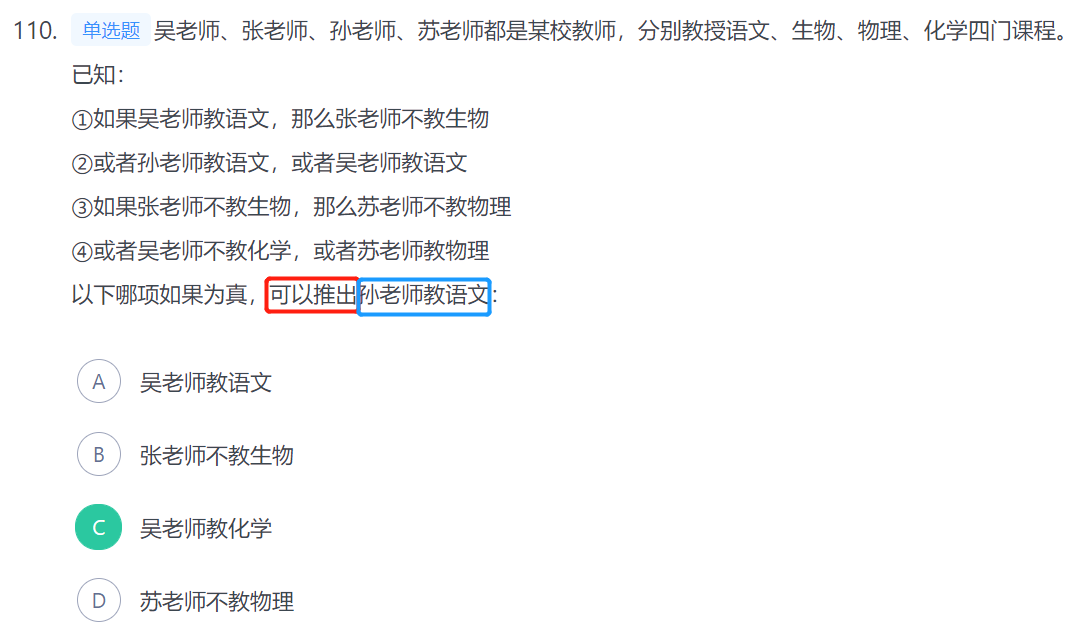 110. 单选题 吴老师、张老师、孙老师、苏老师都是某校教师，分别教授语文、生物、物理、化学四门课程。
已知：
①如果吴老师教语文，那么张老师不教生物
②或者孙老师教语文，或者吴老师教语文
③如果张老师不教生物，那么苏老师不教物理
④或者吴老师不教化学，或者苏老师教物理
以下哪项如果为真，可以推出孙老师教语文：
A 吴老师教语文
B 张老师不教生物
C 吴老师教化学
D 苏老师不教物理